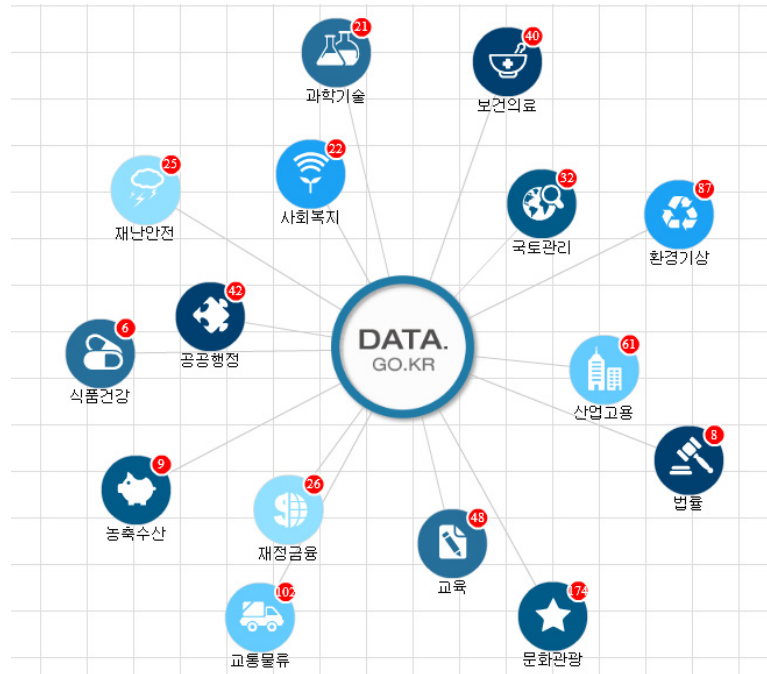 21
과학기술
40
보건의료
25
재난안전
22
사회복지
32
국토관리
87
환경기상
42
공공행정
6
식품건강
DATA.
GO.KR
61
산업고용
8
법률
9
농축수산
26
재정금융
48
교육
102
교통물류
174
문화관광